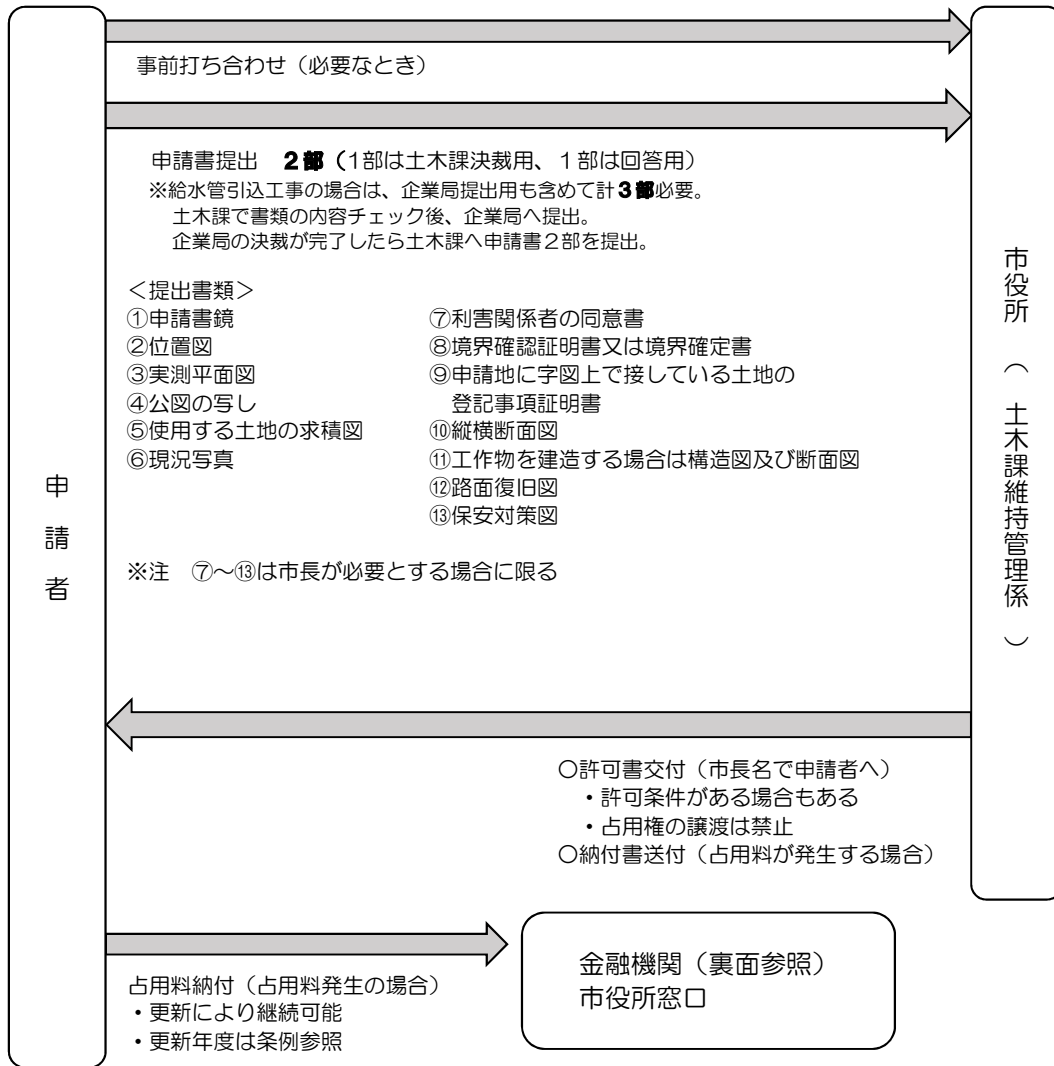 事前打ち合わせ（必要なとき）
申請書提出　２部（1部は土木課決裁用、１部は回答用）
※給水管引込工事の場合は、企業局提出用も含めて計３部必要。
土木課で書類の内容チェック後、企業局へ提出。
企業局の決裁が完了したら土木課へ申請書２部を提出。
＜提出書類＞
①申請書鏡
②位置図
③実測平面図
④公図の写し
⑤使用する土地の求積図
⑥現況写真
⑦利害関係者の同意書
⑧境界確認証明書又は境界確定書
⑨申請地に字図上で接している土地の
登記事項証明書
⑩縦横断面図
⑪工作物を建造する場合は構造図及び断面図
⑫路面復旧図
⑬保安対策図
※注　⑦～⑬は市長が必要とする場合に限る
申請者
市役所（土木課維持管理係）
〇許可書交付（市長名で申請者へ）
・許可条件がある場合もある
・占用権の譲渡は禁止
〇納付書送付（占用料が発生する場合）
占用料納付（占用料発生の場合）
・更新により継続可能
・更新年度は条例参照
金融機関（裏面参照）
市役所窓口